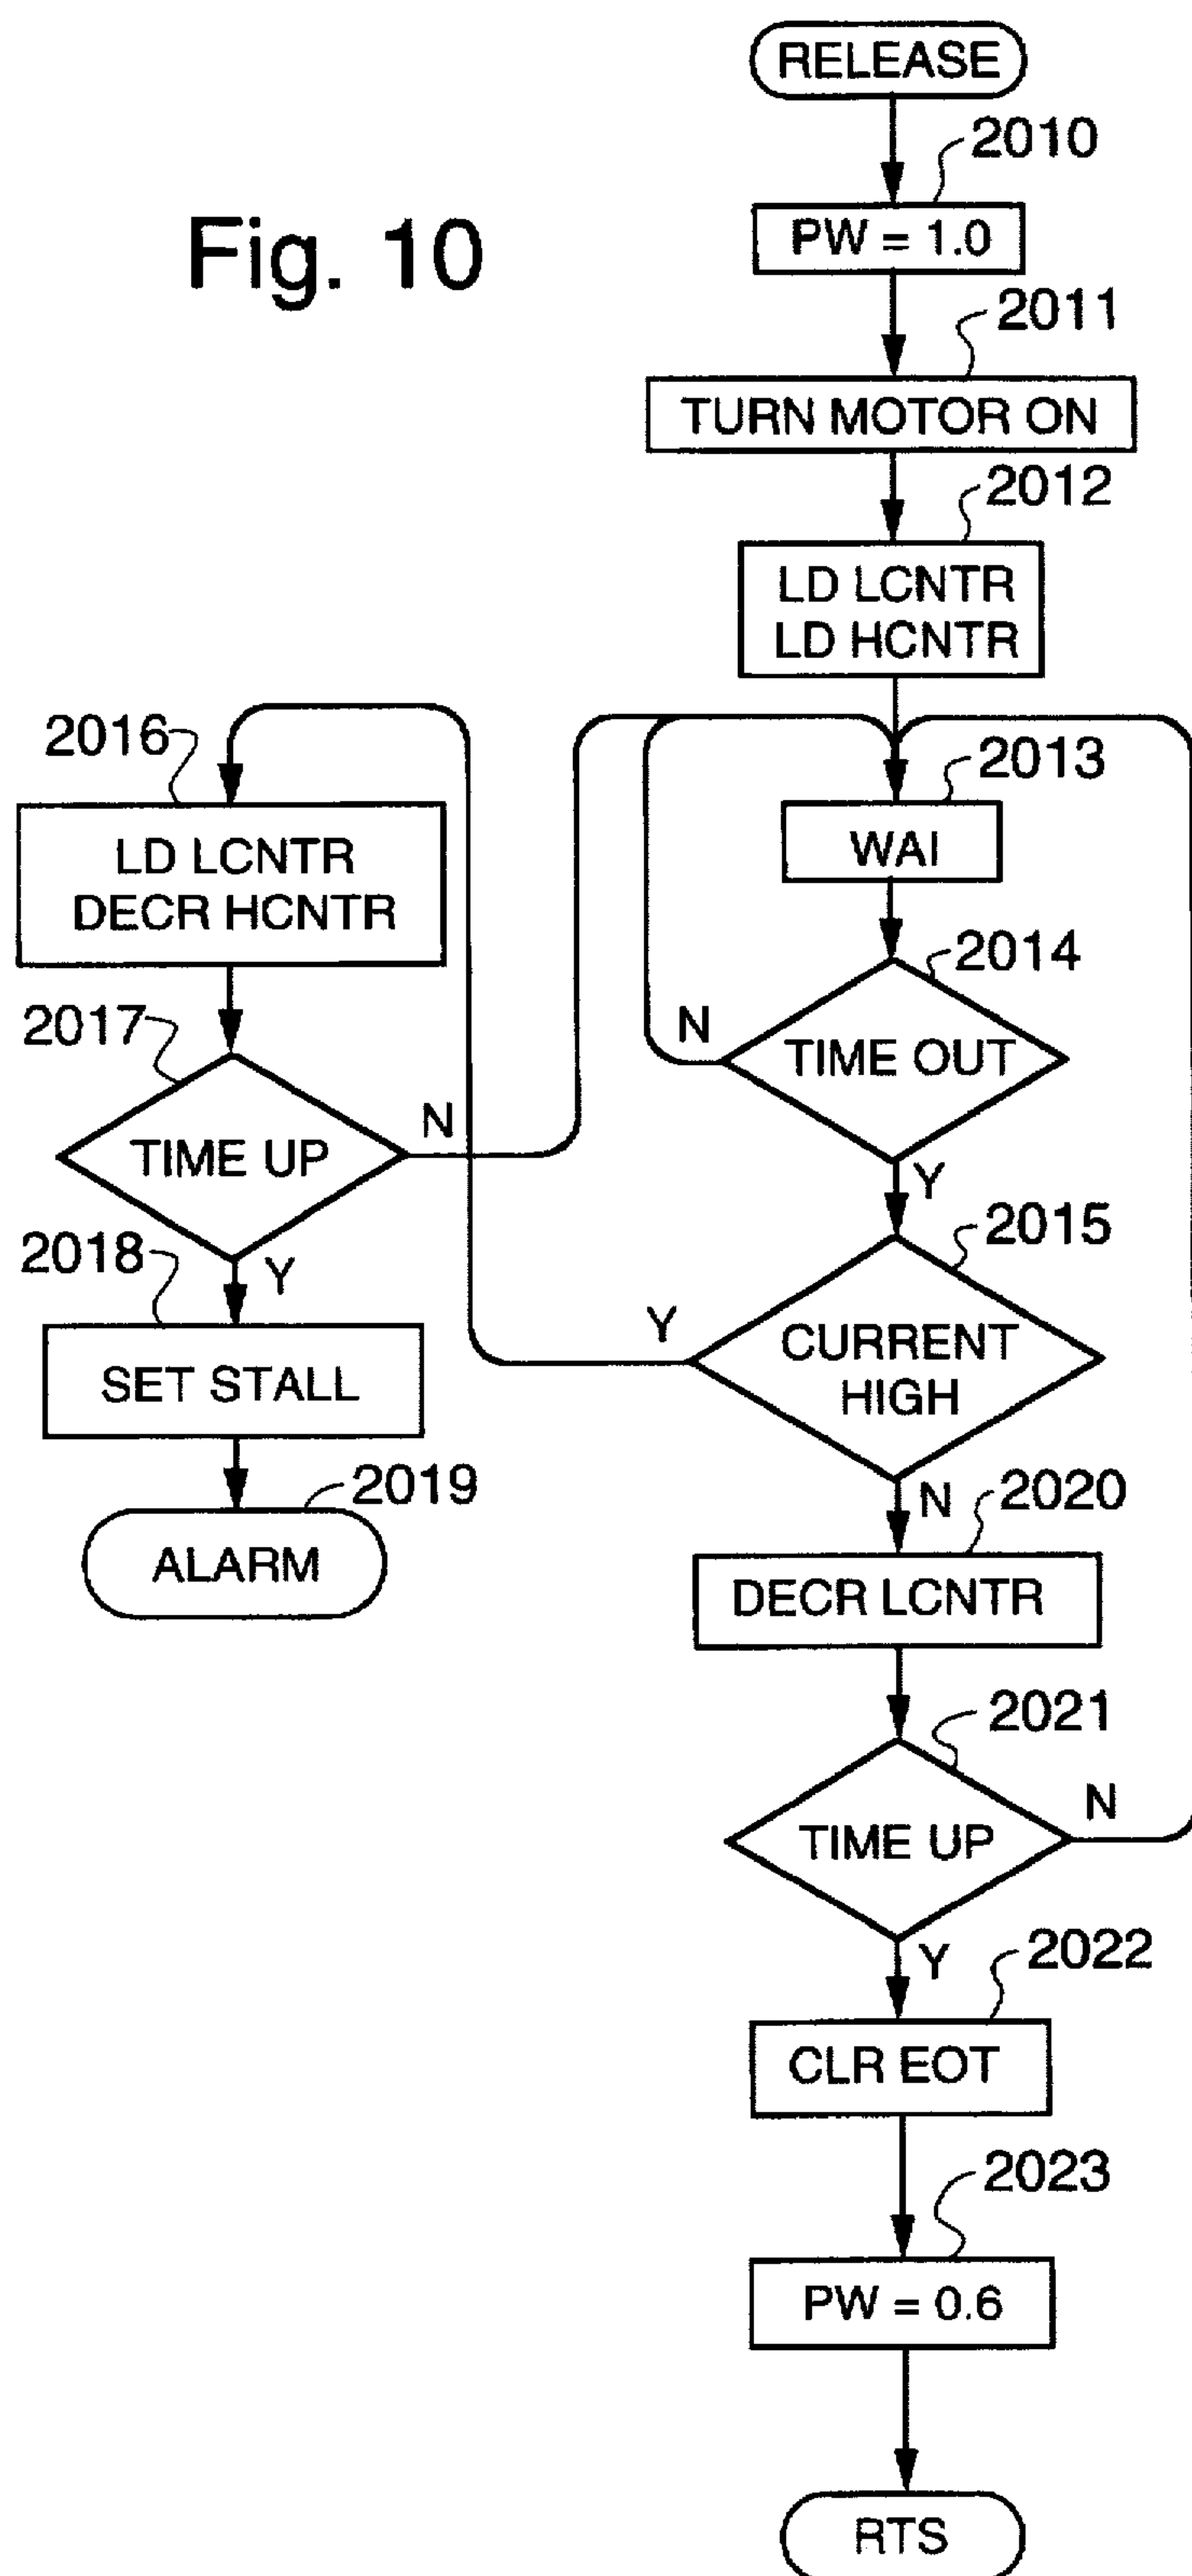 Fig. 10
RELEASE
2010
PW = 1.0
2011
TURN MOTOR ON
2012
LD LCNTR
LD HCNTR
2013
WAI
2014
TIME OUT
N
Y
2015
CURRENT
HIGH
Y
N
2016
LD LCNTR
DECR HCNTR
2017
TIME UP
N
Y
2018
SET STALL
2019
ALARM
2020
DECR LCNTR
2021
TIME UP
N
Y
2022
CLR EOT
2023
PW = 0.6
RTS